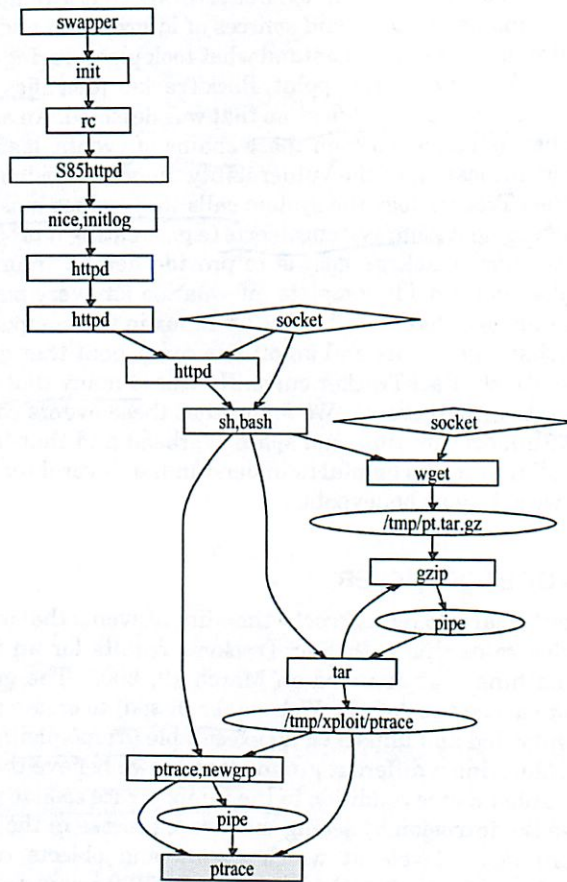 swapper
init
rc
S85httpd
nice,initlog
httpd
httpd
socket
httpd
sh,bash
socket
wget
/tmp/pt.tar.gz
gzip
pipe
tar
/tmp/xploit/ptrace
ptrace,newgrp
pipe
ptrace